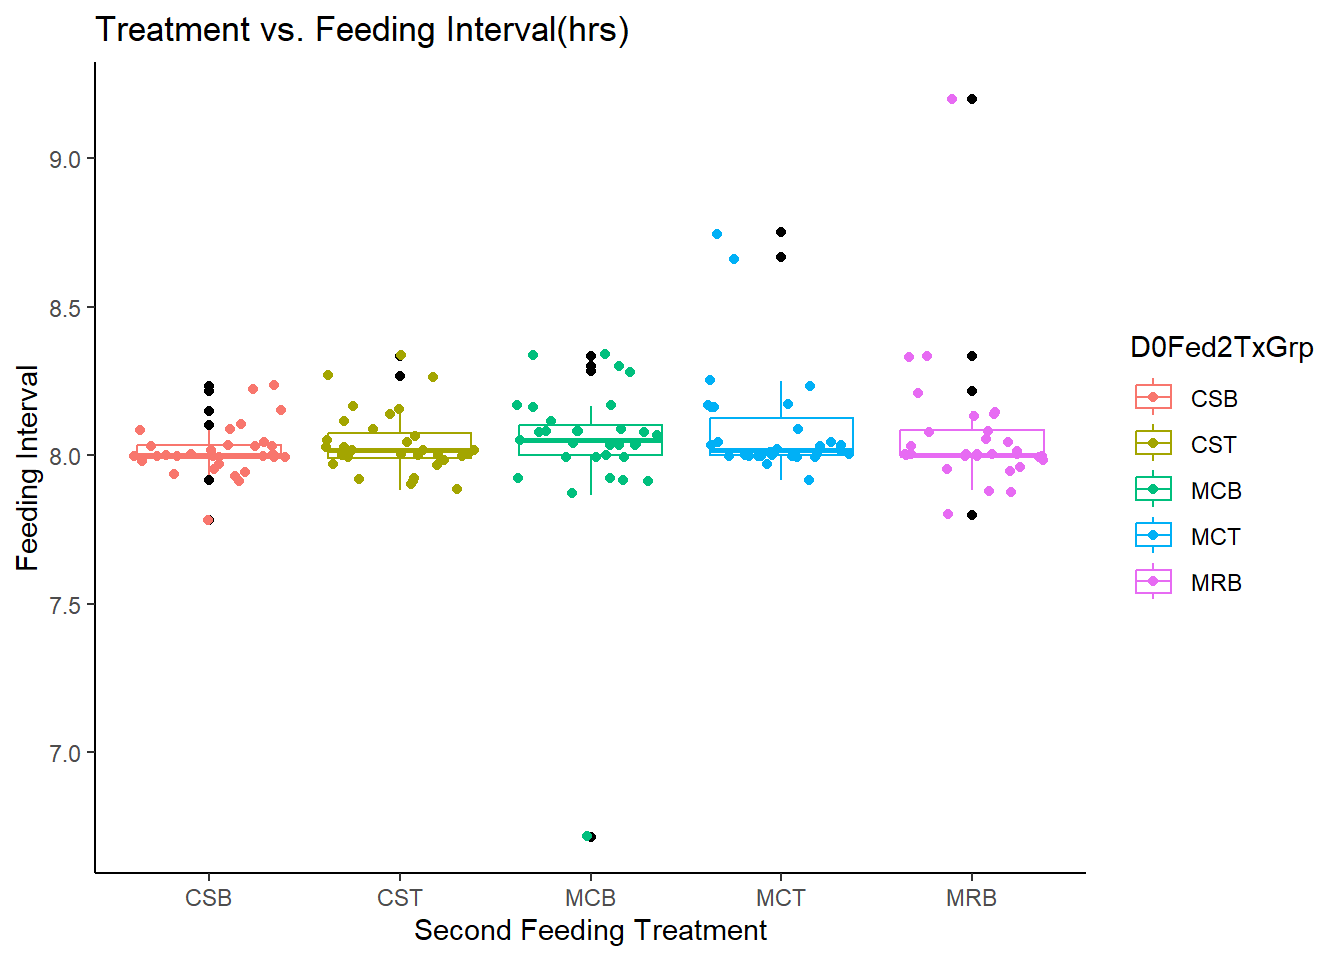 Treatment vs. Feeding Interval(hrs)
Feeding Interval
9.0
8.5
8.0
7.5
7.0
CSB CST MCB MCT MRB
Second Feeding Treatment
D0Fed2TxGrp
CSB
CST
MCB
MCT
MRB